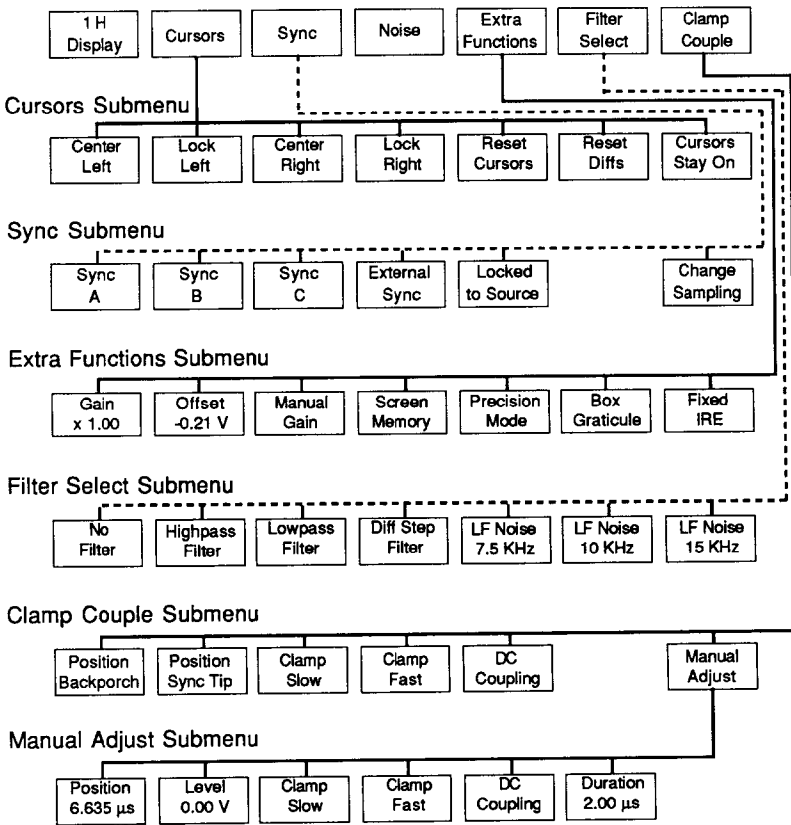 1 H
Display
Cursors
Sync
Noise
Extra
Functions
Filter
Select
Clamp
Couple
Cursors Submenu
Center
Left
Lock
Left
Center
Right
Lock
Right
Reset
Cursors
Reset
Diffs
Cursors
Stay On
Sync Submenu
Sync
A
Sync
B
Sync
C
External
Sync
Locked
to Source
Change
Sampling
Extra Functions Submenu
Gain
x 1.00
Offset
-0.21 V
Manual
Gain
Screen
Memory
Precision
Mode
Box
Graticule
Fixed
IRE
Filter Select Submenu
No
Filter
Highpass
Filter
Lowpass
Filter
Diff Step
Filter
LF Noise
7.5 KHz
LF Noise
10 KHz
LF Noise
15 KHz
Clamp Couple Submenu
Position
Backporch
Position
Sync Tip
Clamp
Slow
Clamp
Fast
DC
Coupling
Manual
Adjust
Manual Adjust Submenu
Position
6.635 µs
Level
0.00 V
Clamp
Slow
Clamp
Fast
DC
Coupling
Duration
2.00 µs